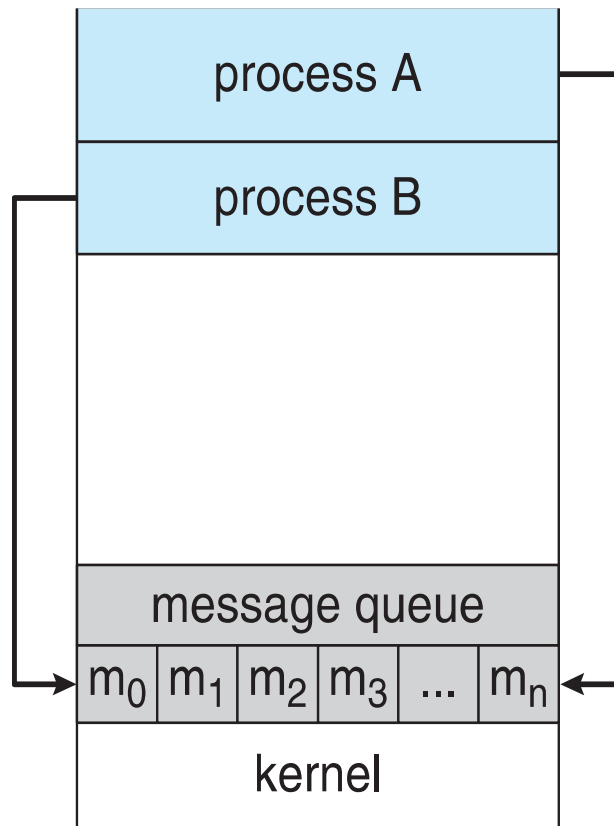 process A
process B
message queue
m₀ m₁ m₂ m₃ ... mₙ
kernel